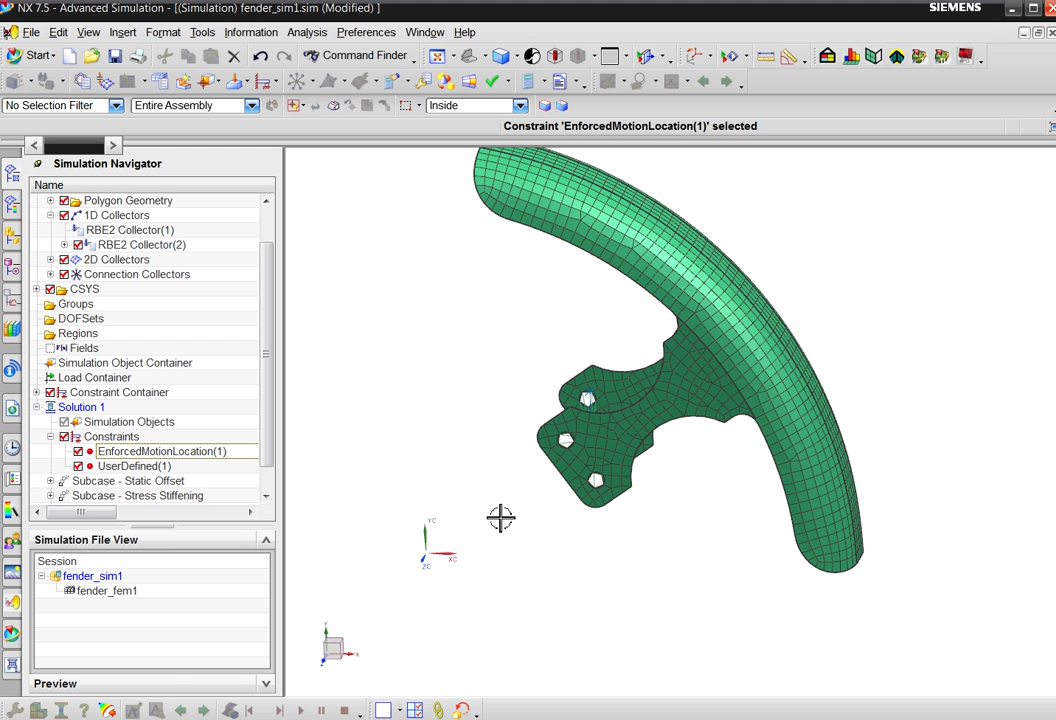 NX 7.5 - Advanced Simulation - [(Simulation) fender_sim1.sim (Modified) ]
SIEMENS
File Edit View Insert Format Tools Information Analysis Preferences Window Help
Start
Command Finder
No Selection Filter
Entire Assembly
Inside
Constraint 'EnforcedMotionLocation(1)' selected
Simulation Navigator
Name
Polygon Geometry
1D Collectors
RBE2 Collector(1)
RBE2 Collector(2)
2D Collectors
Connection Collectors
CSYS
Groups
DOFSets
Regions
Fields
Simulation Object Container
Load Container
Constraint Container
Solution 1
Simulation Objects
Constraints
EnforcedMotionLocation(1)
UserDefined(1)
Subcase - Static Offset
Subcase - Stress Stiffening
Simulation File View
Session
fender_sim1
fender_fem1
Preview
YC
XC
ZC
Y
X